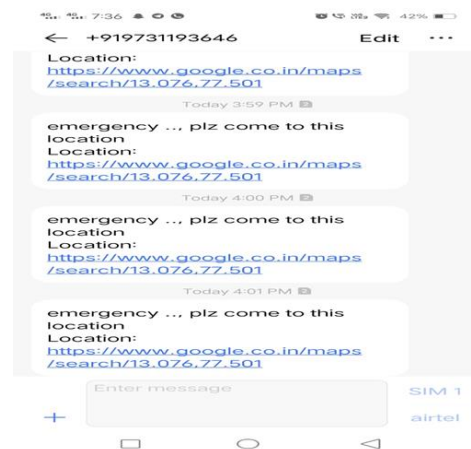 7:36
42%
+919731193646 Edit
Location:
https://www.google.co.in/maps
/search/13.076,77.501
Today 3:59 PM 2
emergency .., plz come to this
location
Location:
https://www.google.co.in/maps
/search/13.076,77.501
Today 4:00 PM 2
emergency .., plz come to this
location
Location:
https://www.google.co.in/maps
/search/13.076,77.501
Today 4:01 PM 2
emergency .., plz come to this
location
Location:
https://www.google.co.in/maps
/search/13.076,77.501
Enter message
SIM 1
airtel